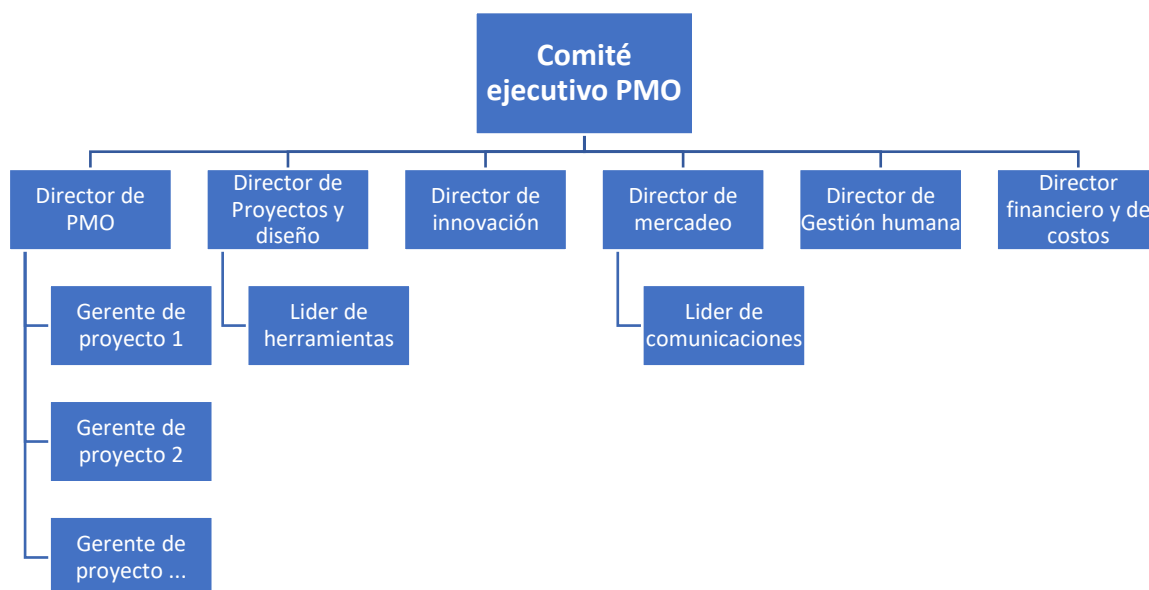 Comité
ejecutivo PMO
Director de
PMO
Director de
Proyectos y
diseño
Director de
innovación
Director de
mercadeo
Director de
Gestión humana
Director
financiero y de
costos
Gerente de
proyecto 1
Lider de
herramientas
Lider de
comunicaciones
Gerente de
proyecto 2
Gerente de
proyecto ...